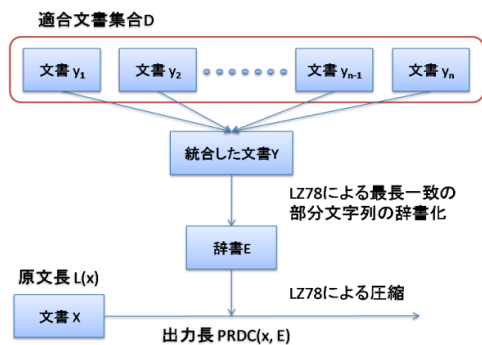 適合文書集合D
文書 y1 文書 y2 文書 yn-1 文書 yn
統合した文書Y
LZ78による最長一致の
部分文字列の辞書化
辞書E
原文長 L(x)
LZ78による圧縮
文書 X
出力長 PRDC(x, E)